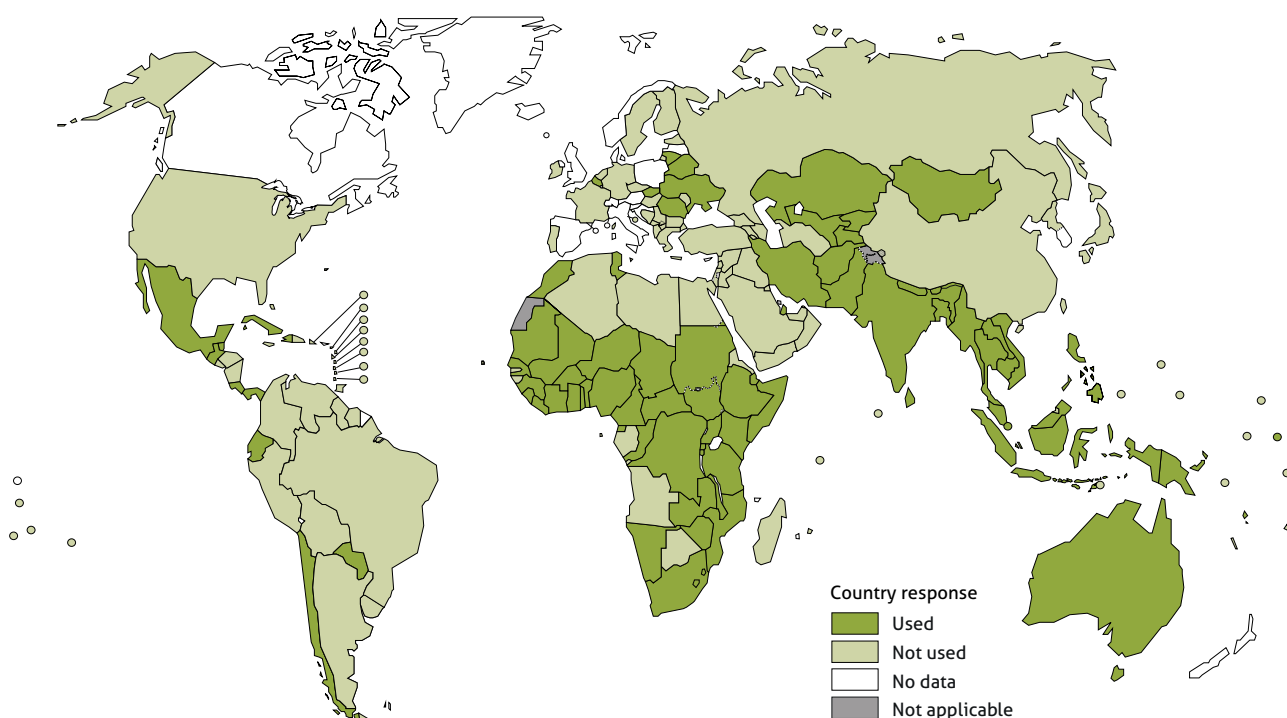 Country response
Used
Not used
No data
Not applicable